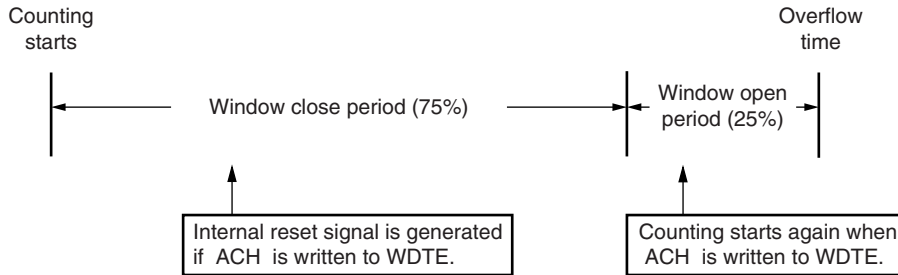 Counting
starts
Overflow
time
Window close period (75%)
Window open
period (25%)
Internal reset signal is generated
if ACH is written to WDTE.
Counting starts again when
ACH is written to WDTE.